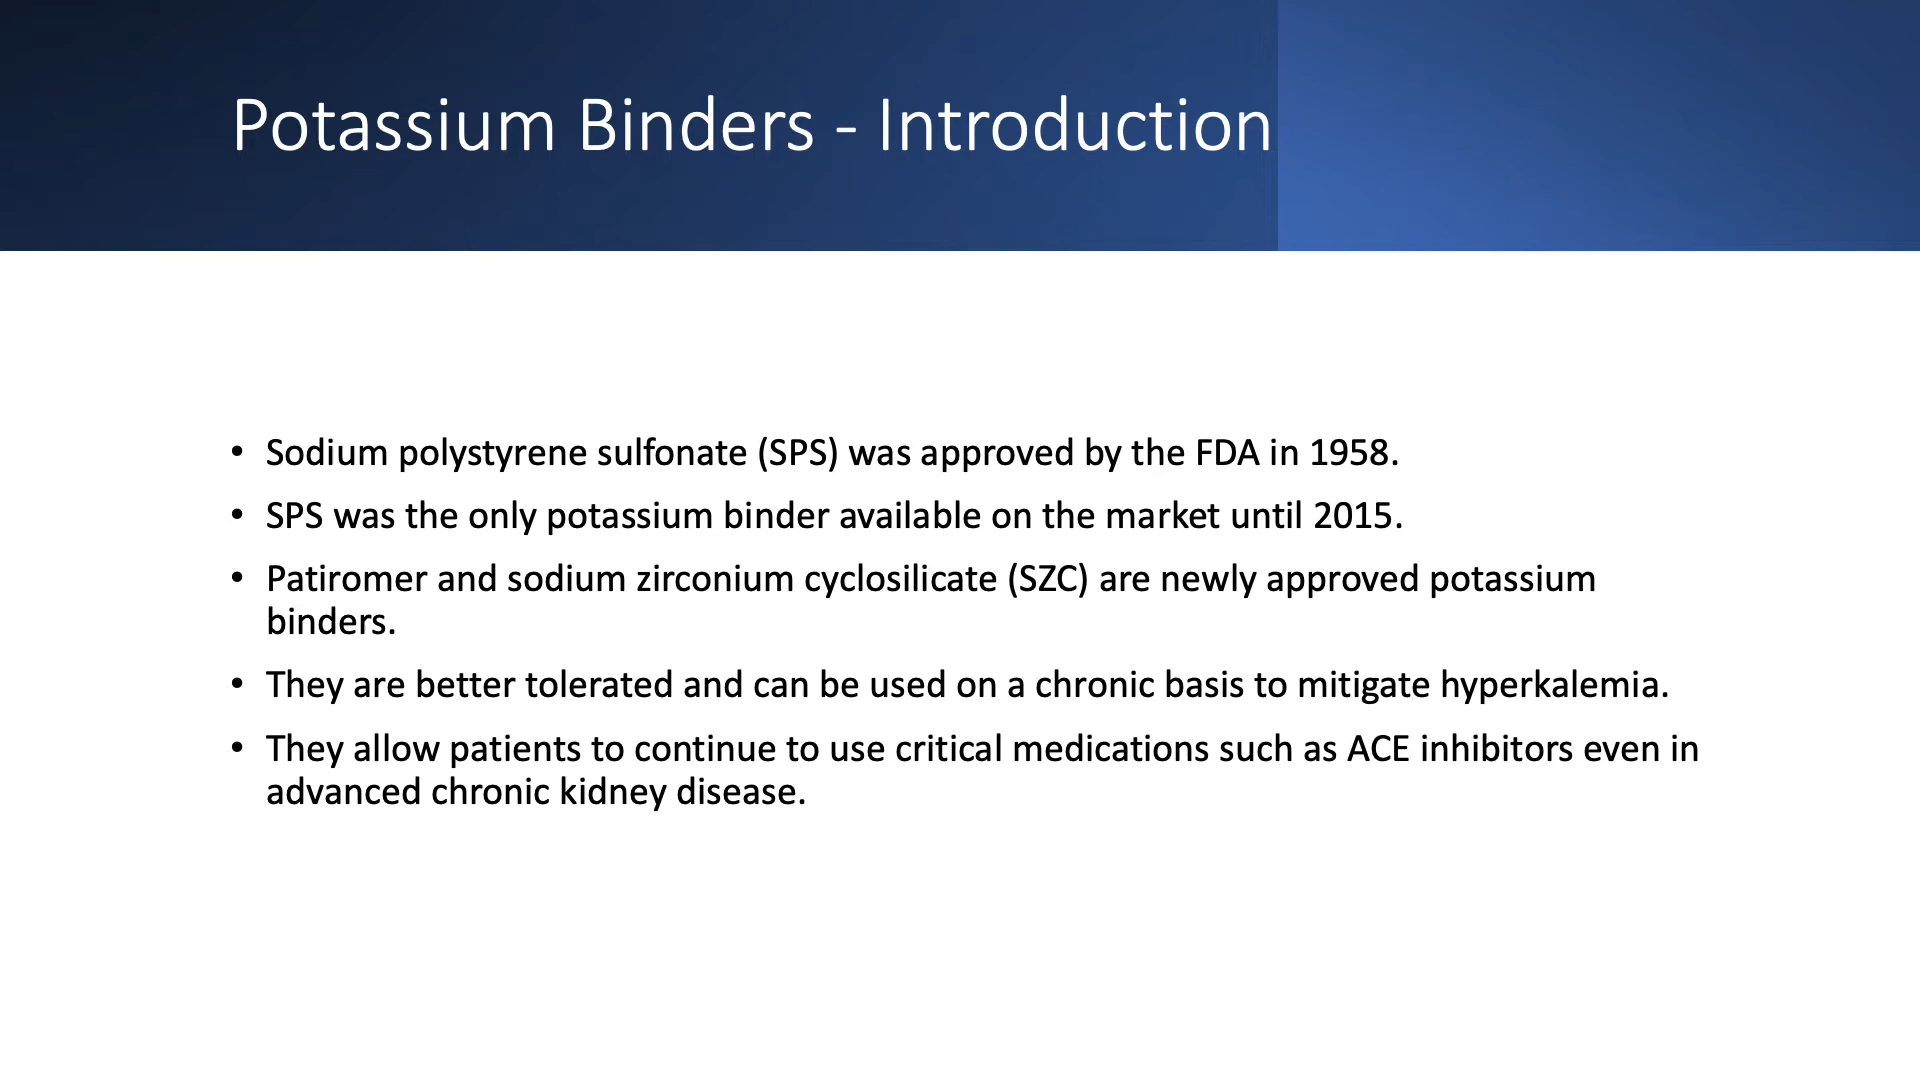 Potassium Binders - Introduction
• Sodium polystyrene sulfonate (SPS) was approved by the FDA in 1958.
• SPS was the only potassium binder available on the market until 2015.
• Patiromer and sodium zirconium cyclosilicate (SZC) are newly approved potassium
binders.
• They are better tolerated and can be used on a chronic basis to mitigate hyperkalemia.
• They allow patients to continue to use critical medications such as ACE inhibitors even in
advanced chronic kidney disease.